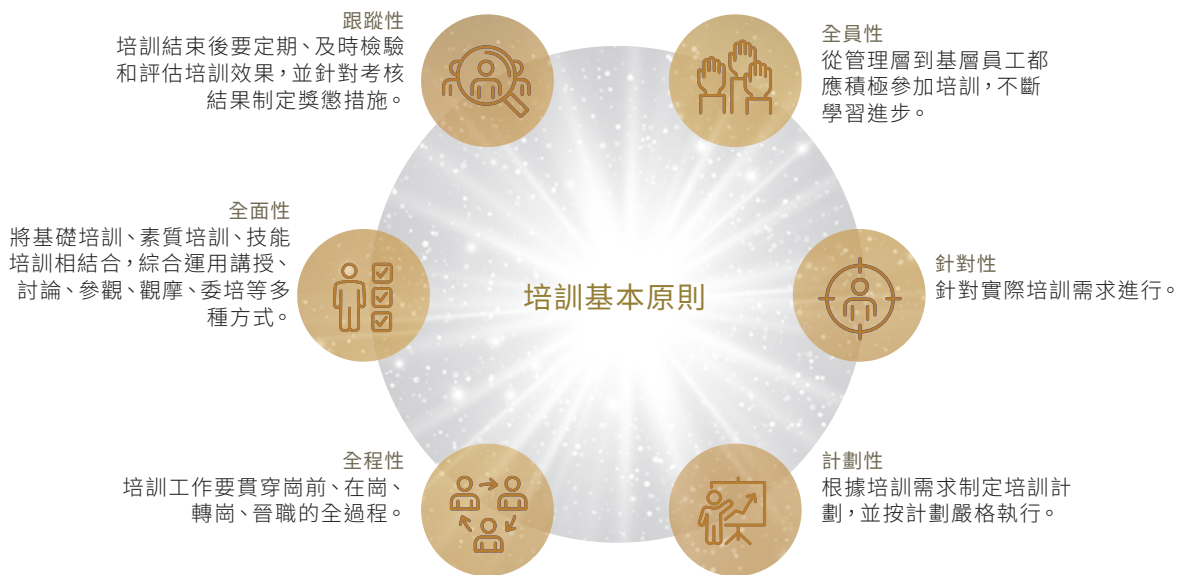 跟蹤性
培訓結束後要定期、及時檢驗
和評估培訓效果，並針對考核
結果制定獎懲措施。
全員性
從管理層到基層員工都
應積極參加培訓，不斷
學習進步。
全面性
將基礎培訓、素質培訓、技能
培訓相結合，綜合運用講授、
討論、參觀、觀摩、委培等多
種方式。
培訓基本原則
針對性
針對實際培訓需求進行。
全程性
培訓工作要貫穿崗前、在崗、
轉崗、晉職的全過程。
計劃性
根據培訓需求制定培訓計
劃，並按計劃嚴格執行。